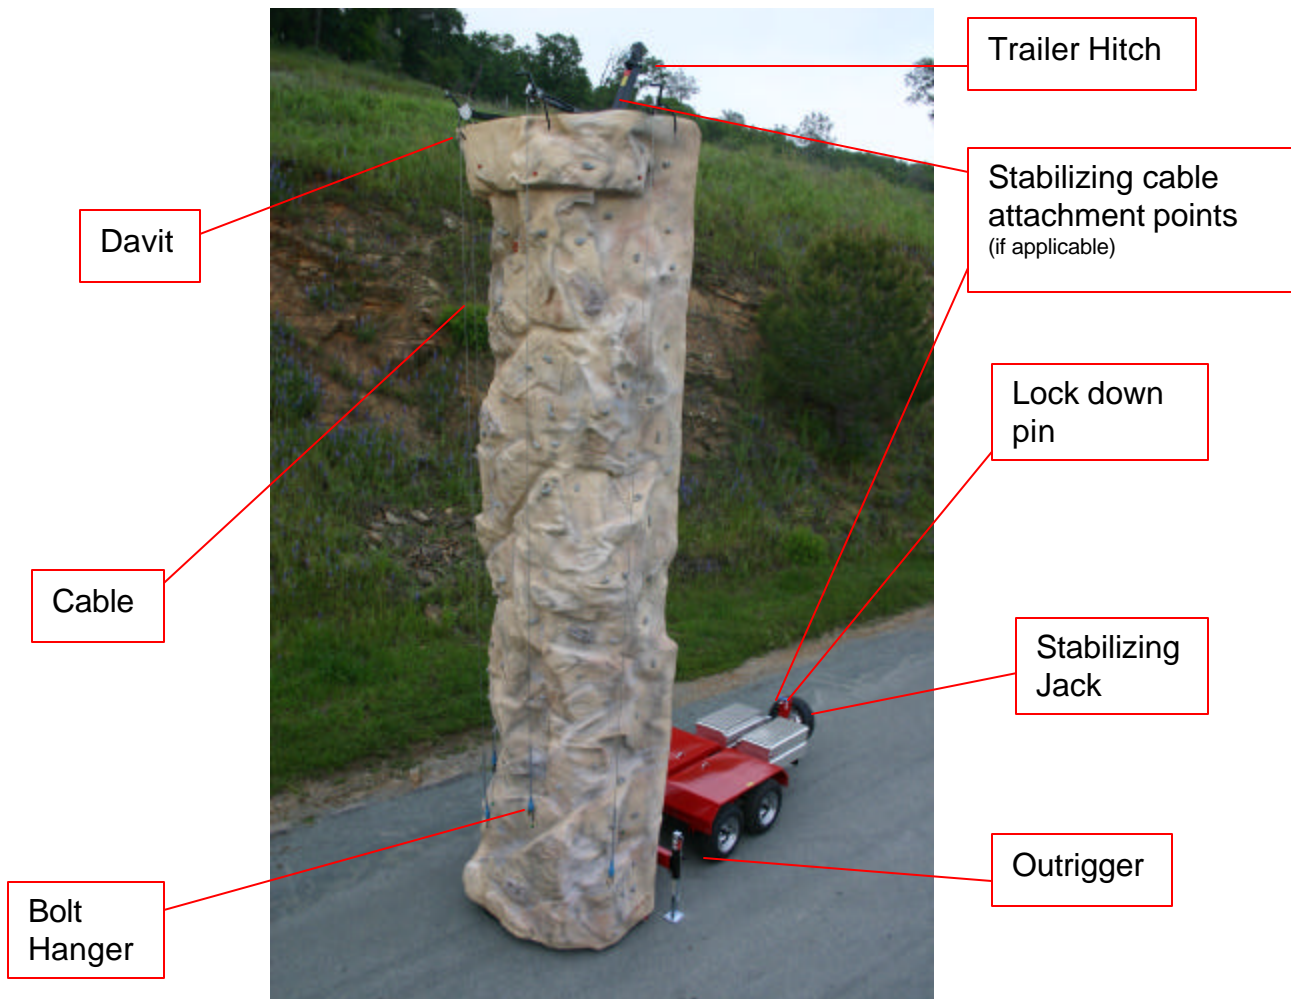 Trailer Hitch
Stabilizing cable
attachment points
(if applicable)
Davit
Lock down
pin
Cable
Stabilizing
Jack
Outrigger
Bolt
Hanger